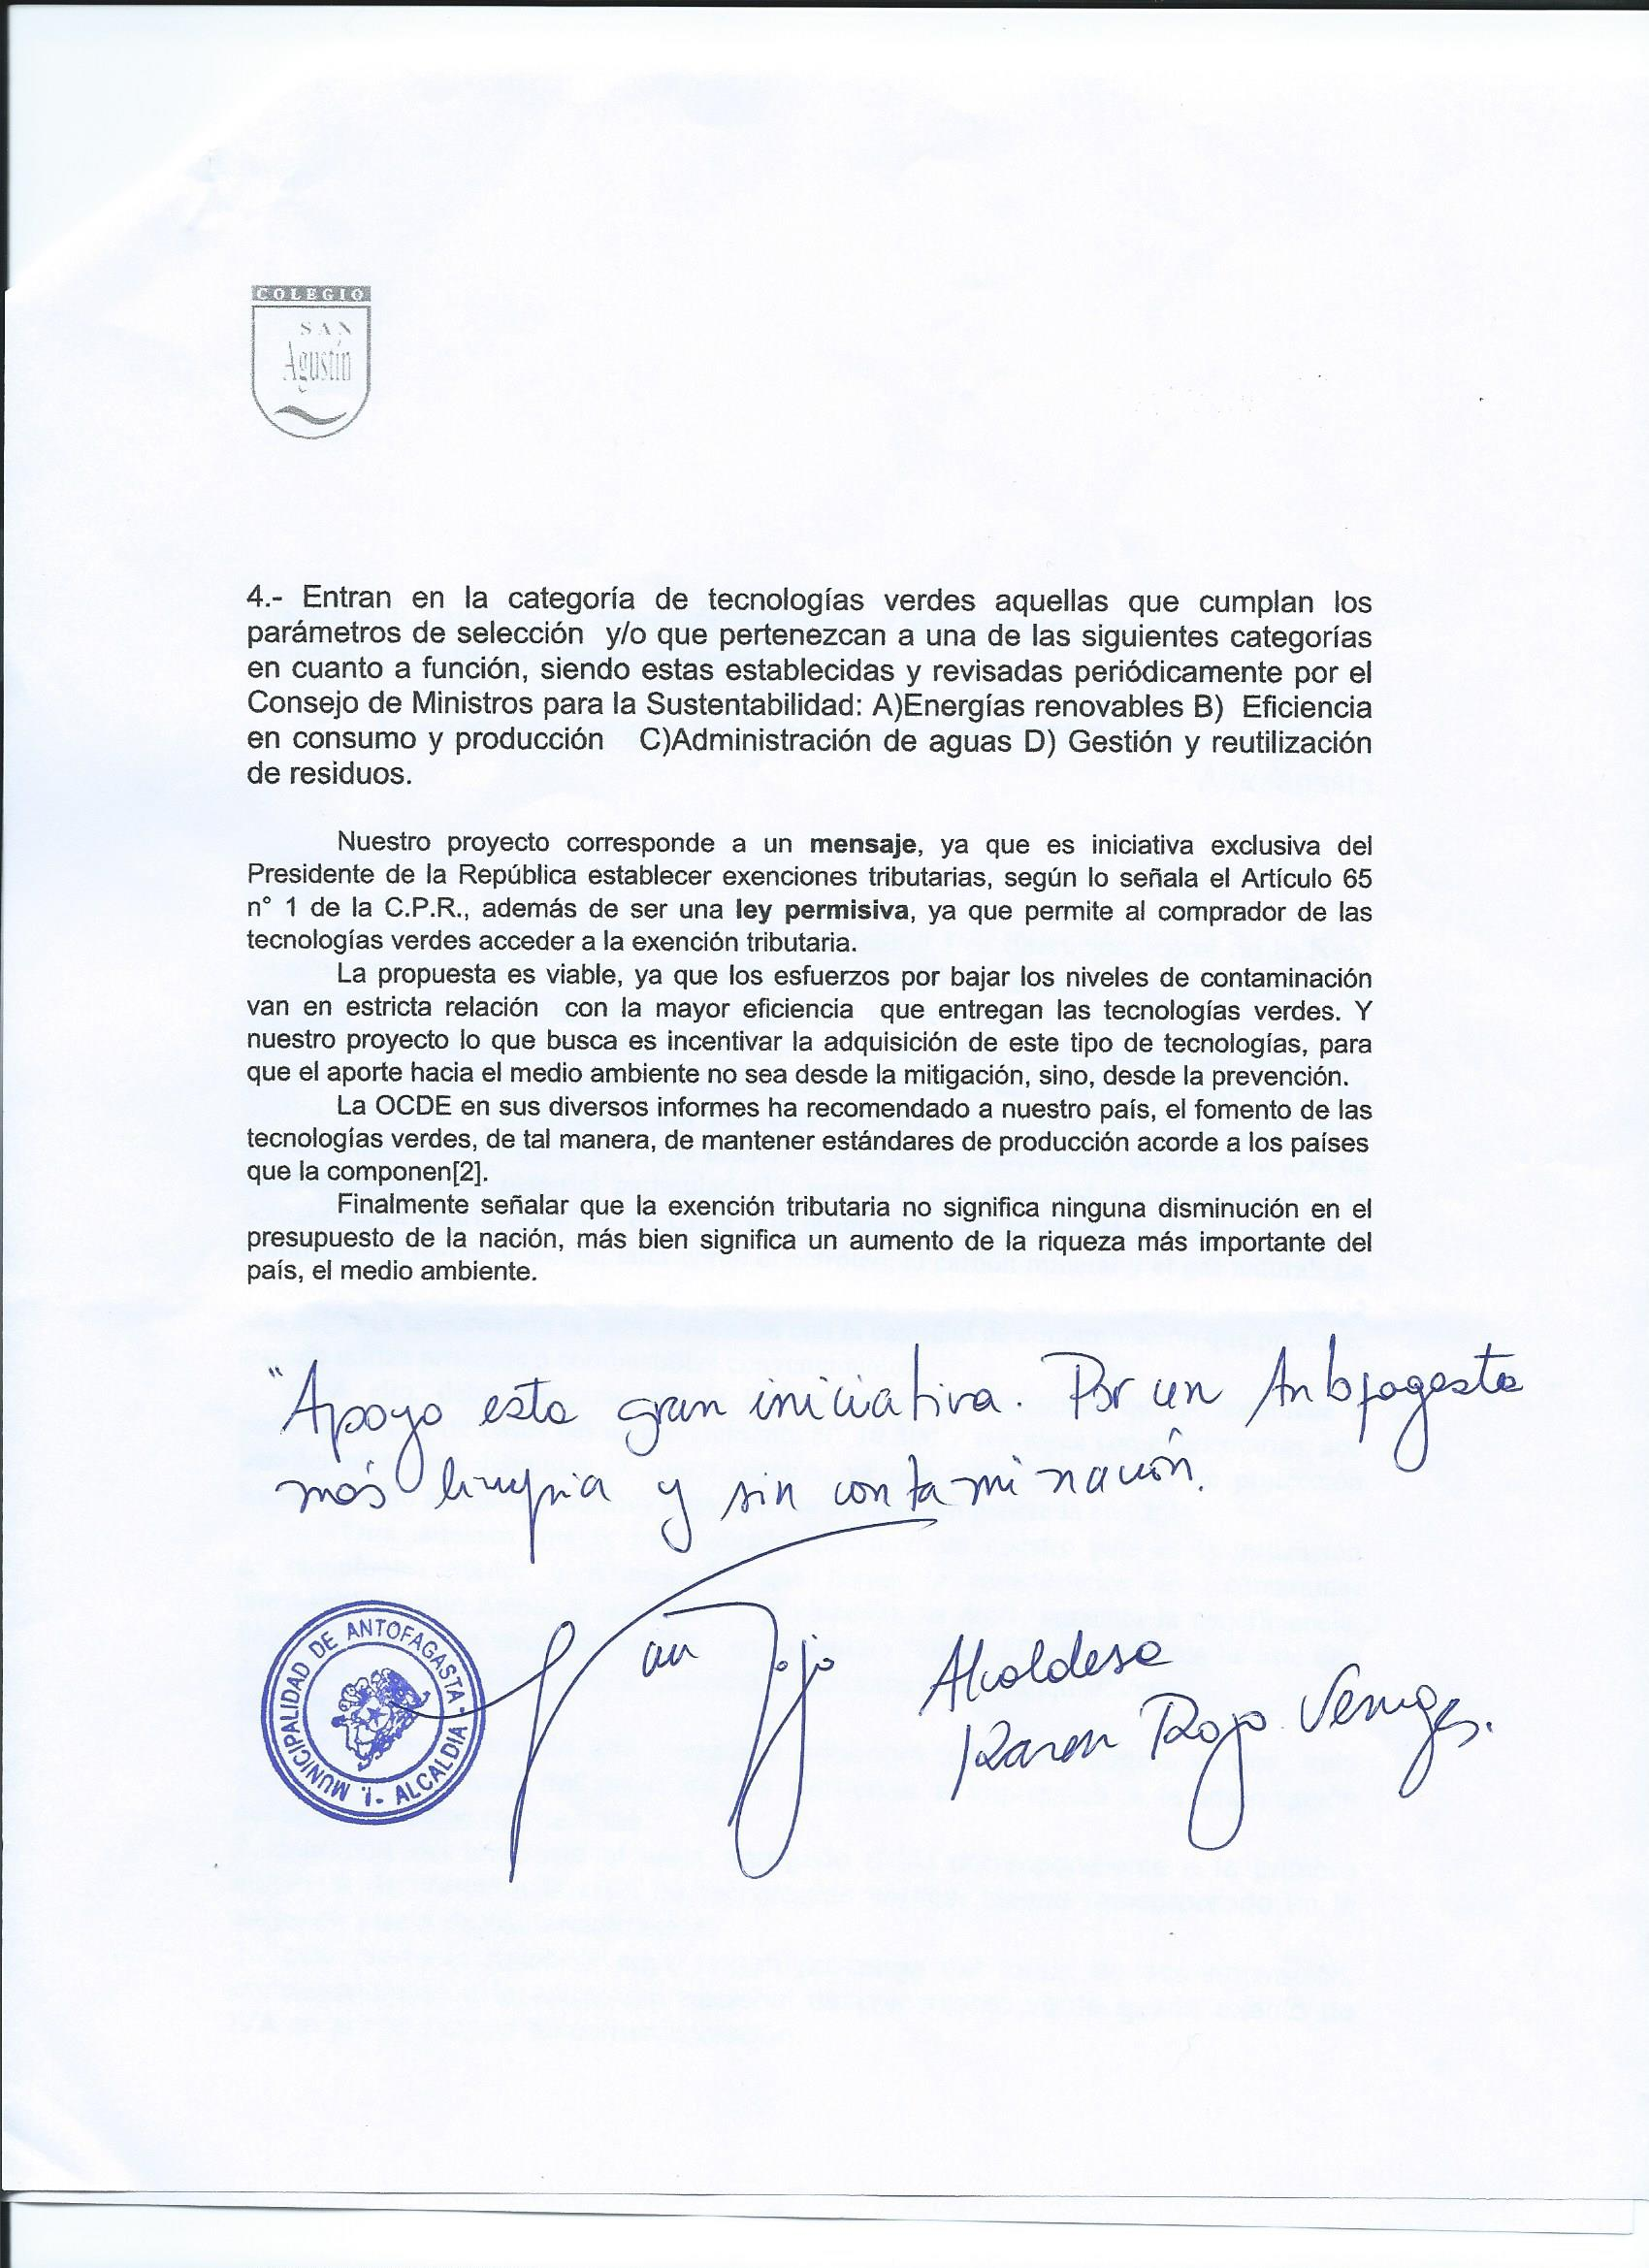 COLEGIO
SAN
Agustín
4.- Entran en la categoría de tecnologías verdes aquellas que cumplan los
parámetros de selección y/o que pertenezcan a una de las siguientes categorías
en cuanto a función, siendo estas establecidas y revisadas periódicamente por el
Consejo de Ministros para la Sustentabilidad: A)Energías renovables B) Eficiencia
en consumo y producción C)Administración de aguas D) Gestión y reutilización
de residuos.
Nuestro proyecto corresponde a un mensaje, ya que es iniciativa exclusiva del
Presidente de la República establecer exenciones tributarias, según lo señala el Artículo 65
n° 1 de la C.P.R., además de ser una ley permisiva, ya que permite al comprador de las
tecnologías verdes acceder a la exención tributaria.
La propuesta es viable, ya que los esfuerzos por bajar los niveles de contaminación
van en estricta relación con la mayor eficiencia que entregan las tecnologías verdes. Y
nuestro proyecto lo que busca es incentivar la adquisición de este tipo de tecnologías, para
que el aporte hacia el medio ambiente no sea desde la mitigación, sino, desde la prevención.
La OCDE en sus diversos informes ha recomendado a nuestro país, el fomento de las
tecnologías verdes, de tal manera, de mantener estándares de producción acorde a los países
que la componen[2].
Finalmente señalar que la exención tributaria no significa ninguna disminución en el
presupuesto de la nación, más bien significa un aumento de la riqueza más importante del
país, el medio ambiente.
"Apoyo esta gran iniciativa. Por un Antofagasta
más limpia y sin contaminación.
I. MUNICIPALIDAD DE ANTOFAGASTA - ALCALDIA -
Alcaldesa
Karen Rojo Venegas.